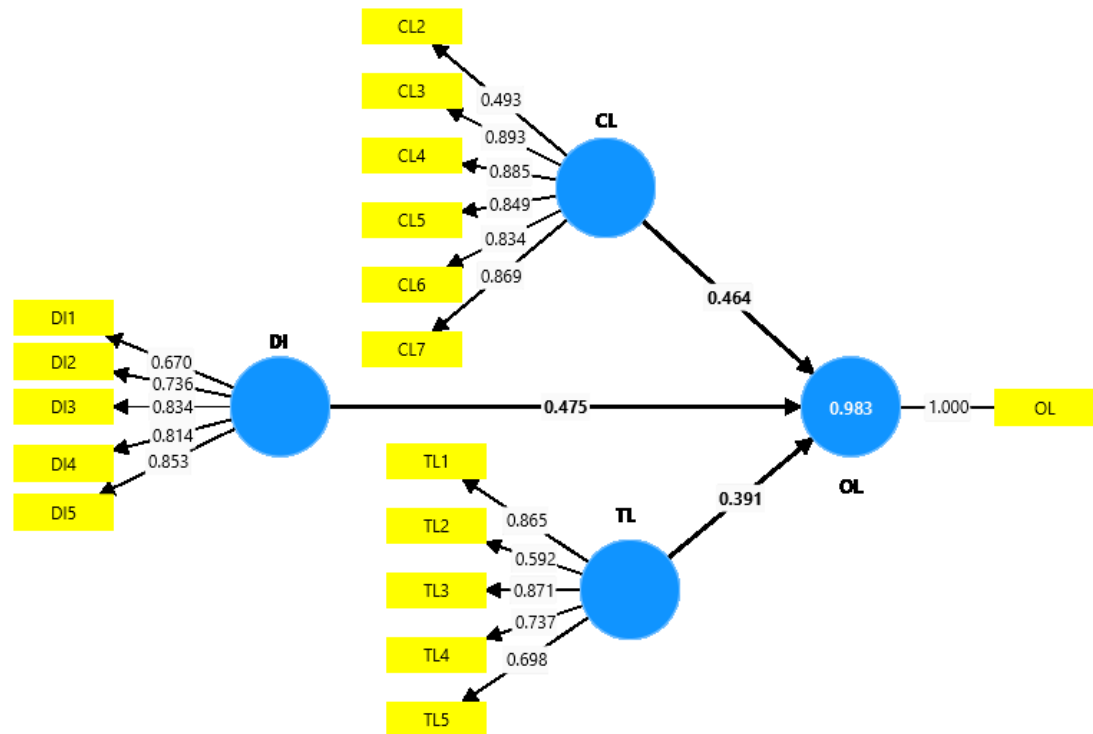 CL2
CL3
CL4
CL5
CL6
CL7
0.493
0.893
0.885
0.849
0.834
0.869
CL
0.464
DI1
DI2
DI3
DI4
DI5
0.670
0.736
0.834
0.814
0.853
DI
0.475
0.983
OL
1.000
OL
TL1
TL2
TL3
TL4
TL5
0.865
0.592
0.871
0.737
0.698
TL
0.391